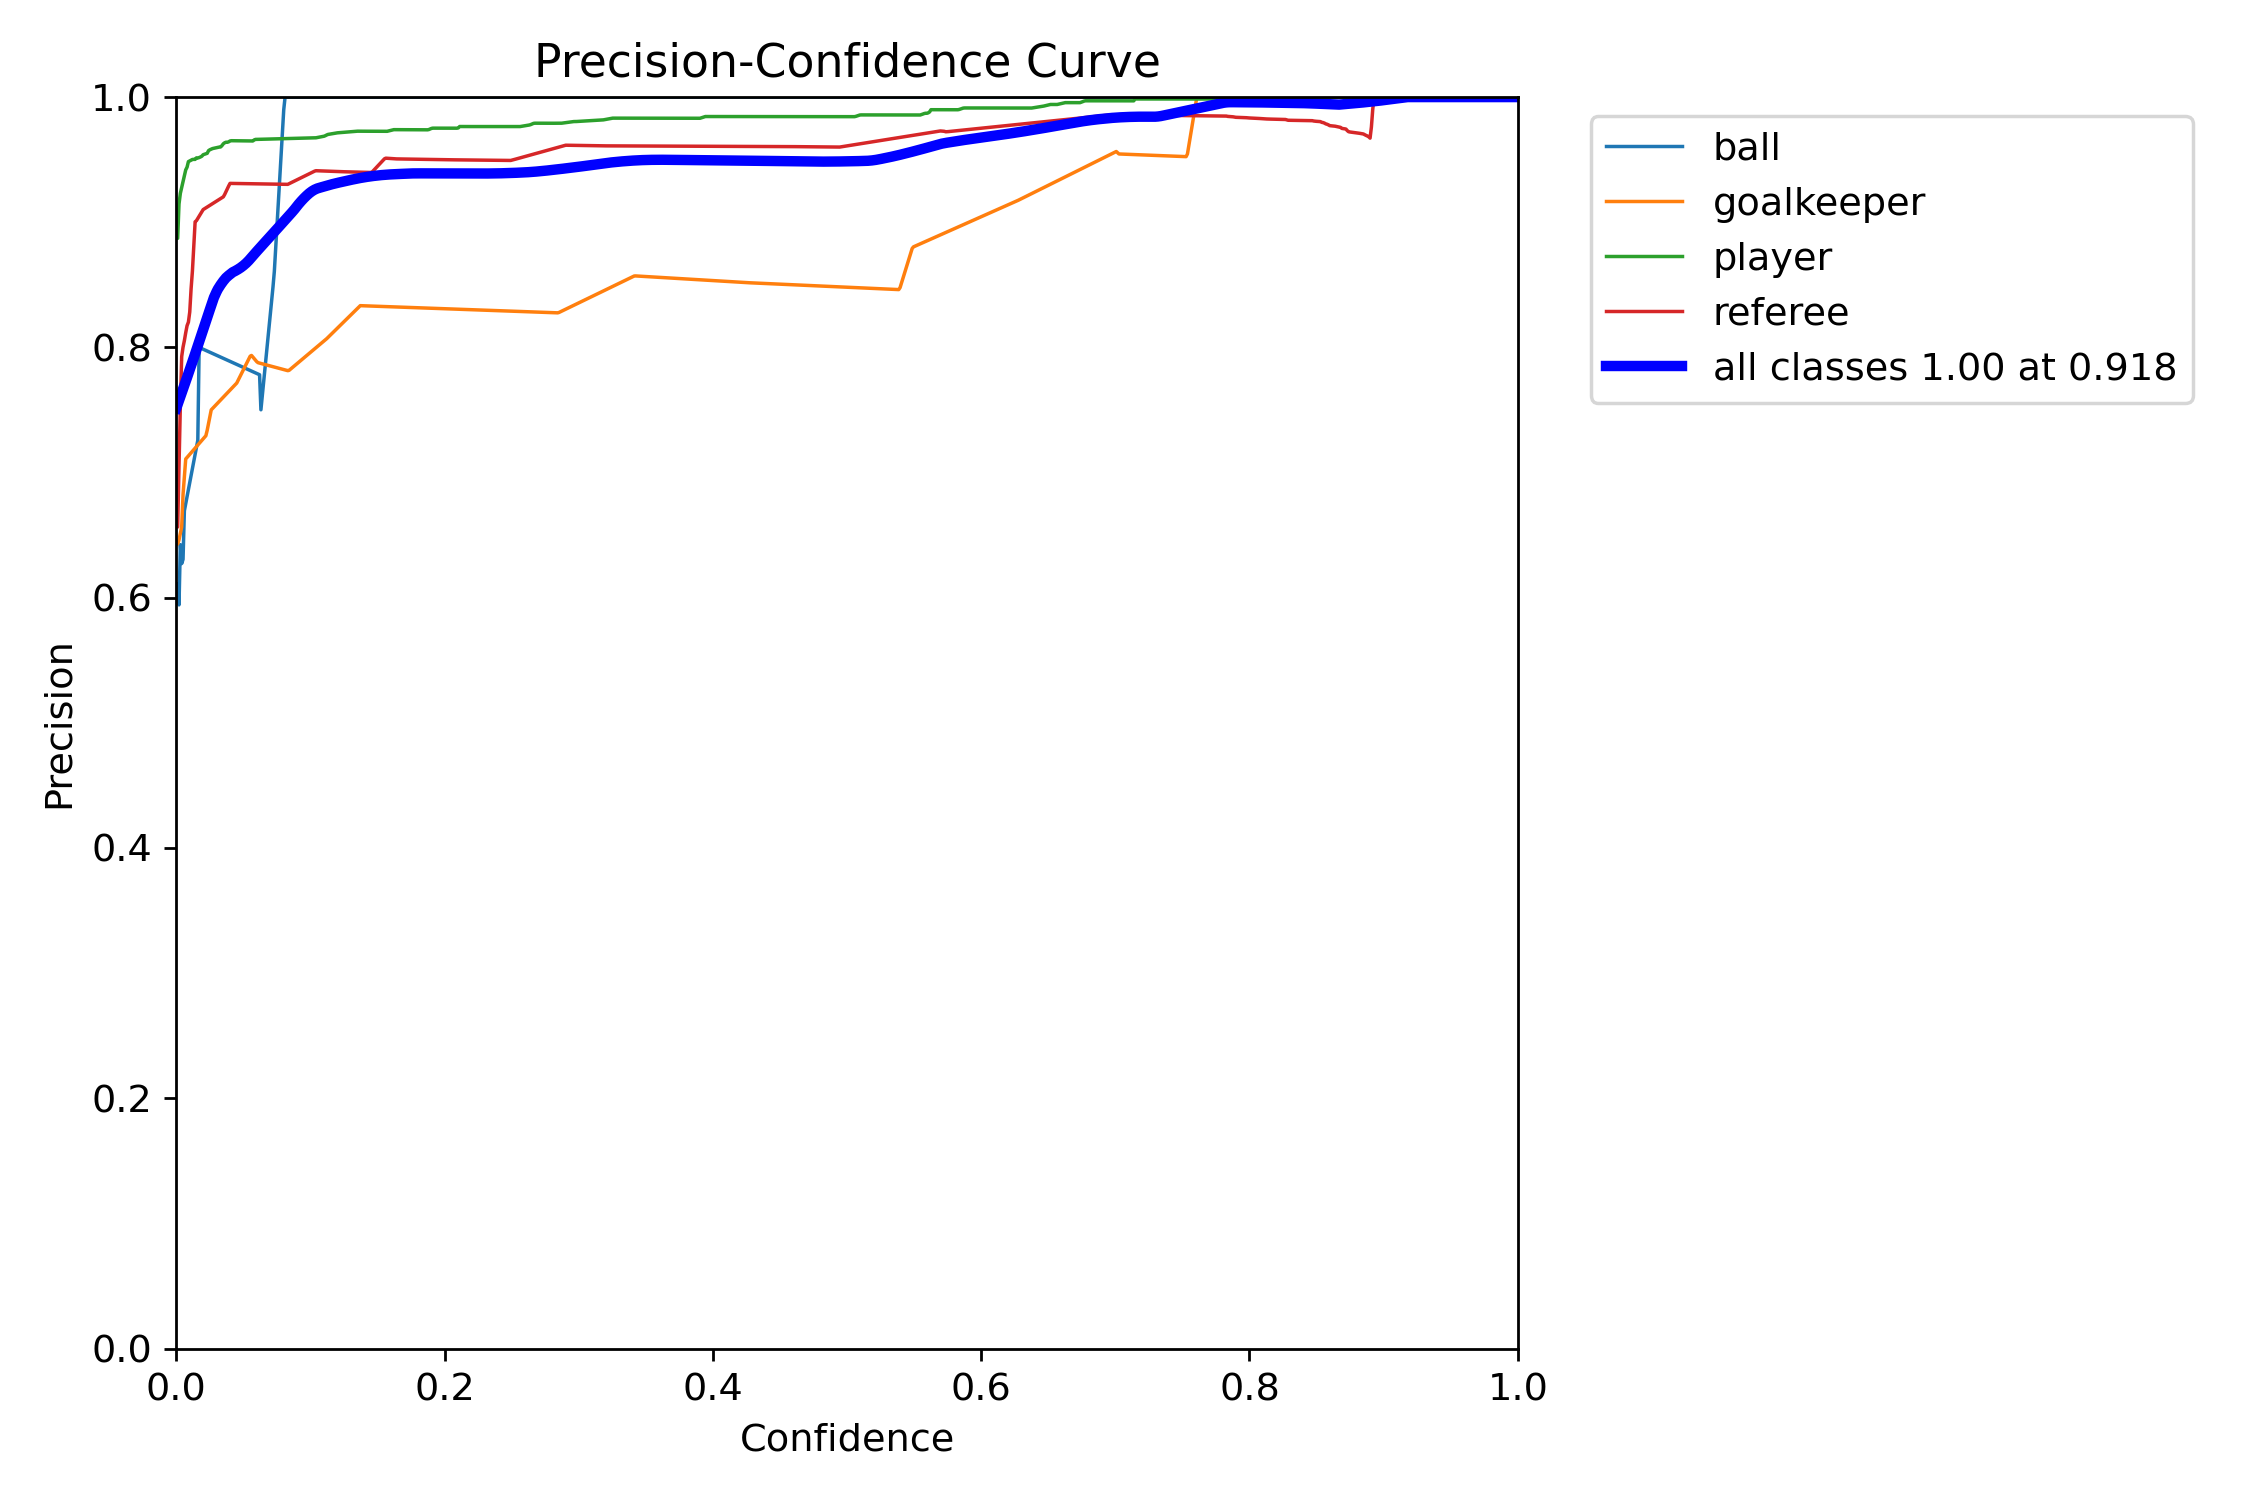 Precision-Confidence Curve
1.0
0.8
0.6
0.4
0.2
0.0
Precision
0.0 0.2 0.4 0.6 0.8 1.0
Confidence
ball
goalkeeper
player
referee
all classes 1.00 at 0.918